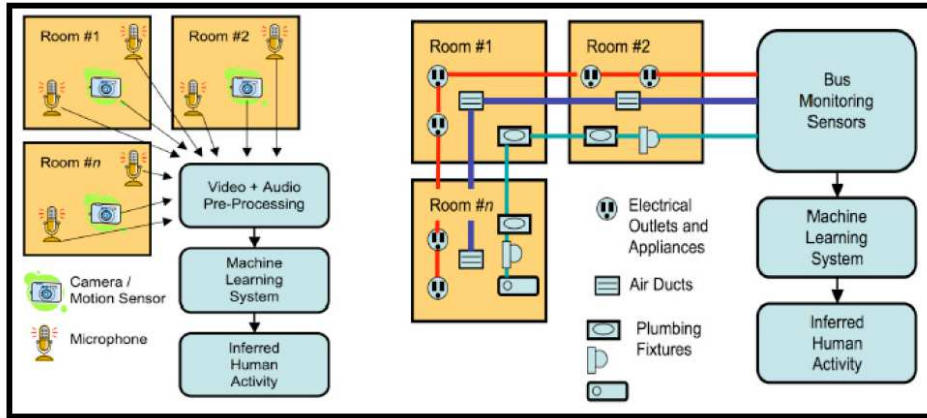 Room #1
Room #2
Room #n
Video + Audio
Pre-Processing
Machine
Learning
System
Inferred
Human
Activity
Camera /
Motion Sensor
Microphone
Room #1
Room #2
Room #n
Bus
Monitoring
Sensors
Electrical
Outlets and
Appliances
Air Ducts
Plumbing
Fixtures
Machine
Learning
System
Inferred
Human
Activity